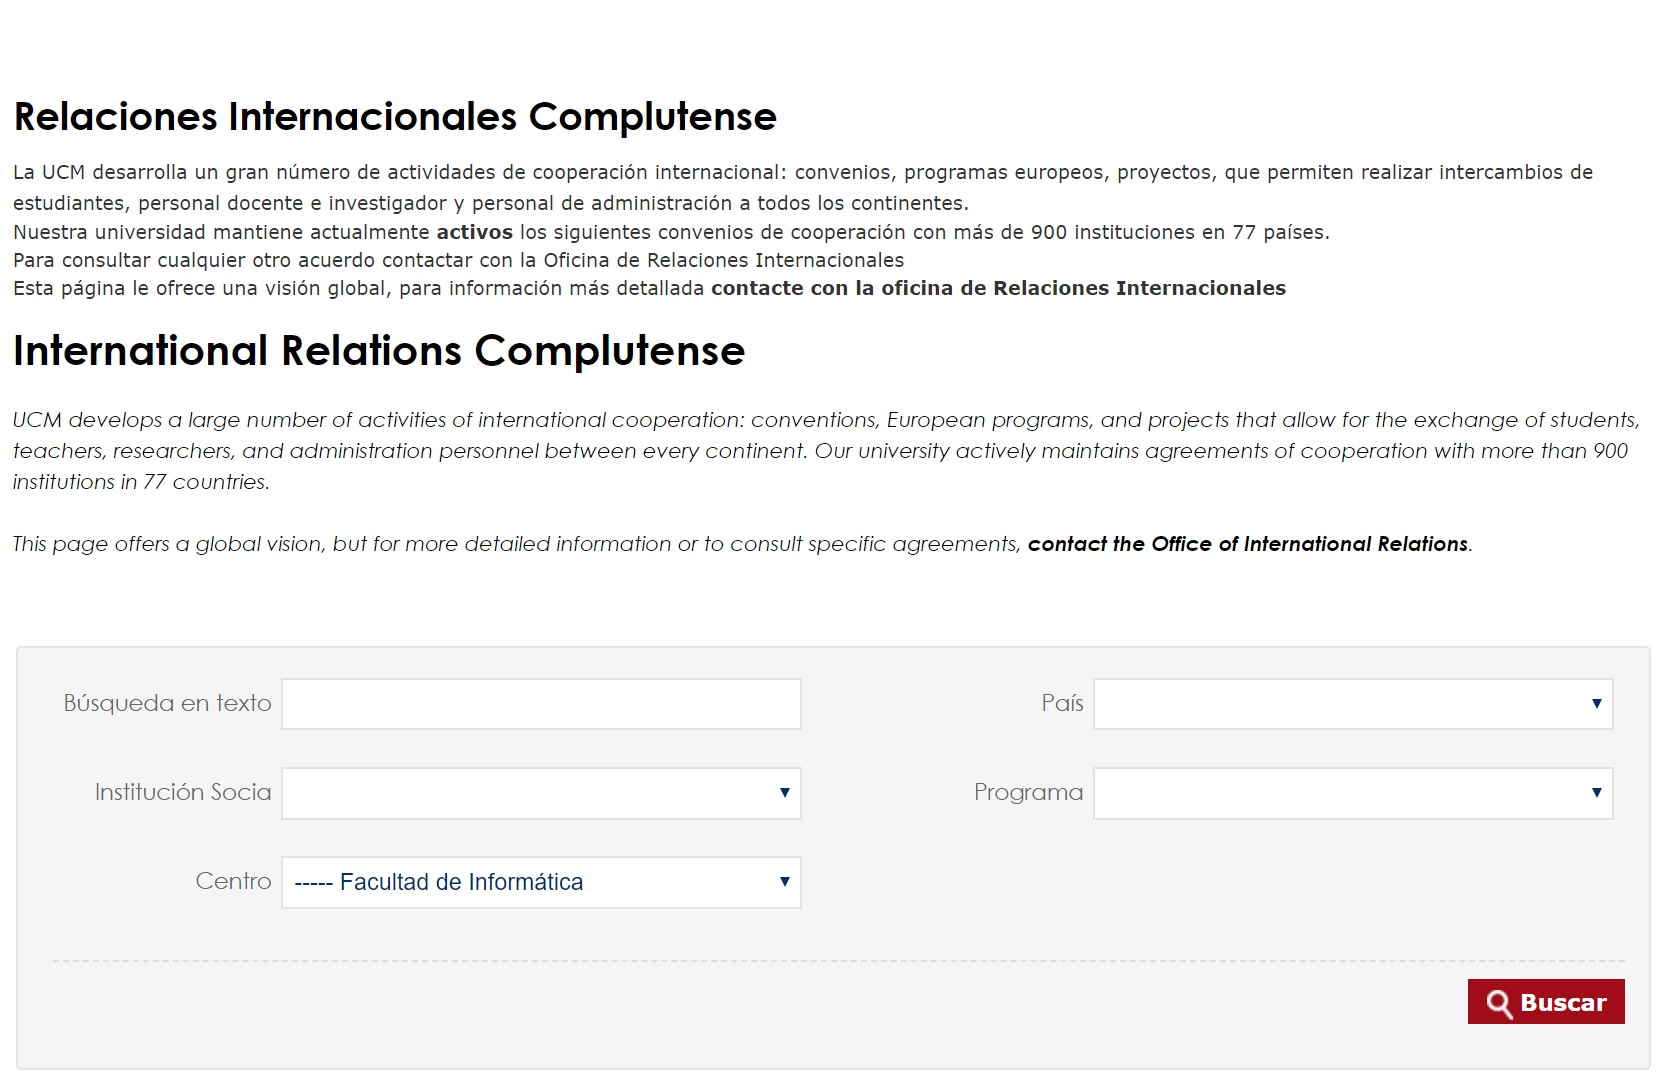 Relaciones Internacionales Complutense
La UCM desarrolla un gran número de actividades de cooperación internacional: convenios, programas europeos, proyectos, que permiten realizar intercambios de
estudiantes, personal docente e investigador y personal de administración a todos los continentes.
Nuestra universidad mantiene actualmente activos los siguientes convenios de cooperación con más de 900 instituciones en 77 países.
Para consultar cualquier otro acuerdo contactar con la Oficina de Relaciones Internacionales
Esta página le ofrece una visión global, para información más detallada contacte con la oficina de Relaciones Internacionales
International Relations Complutense
UCM develops a large number of activities of international cooperation: conventions, European programs, and projects that allow for the exchange of students,
teachers, researchers, and administration personnel between every continent. Our university actively maintains agreements of cooperation with more than 900
institutions in 77 countries.
This page offers a global vision, but for more detailed information or to consult specific agreements, contact the Office of International Relations.
Búsqueda en texto
País
Institución Socia
Programa
Centro ----- Facultad de Informática
Buscar